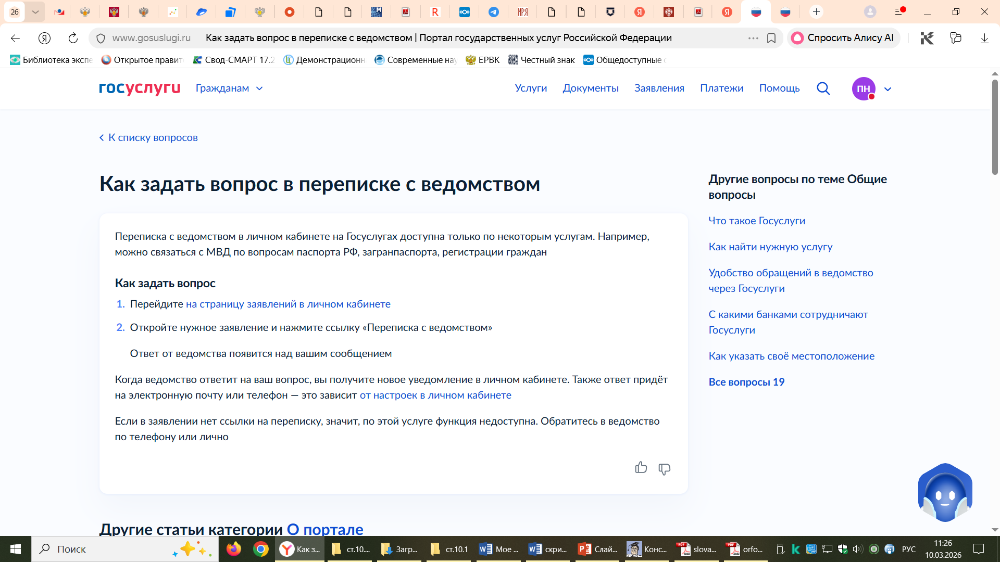 26
www.gosuslugi.ru Как задать вопрос в переписке с ведомством | Портал государственных услуг Российской Федерации
Спросить Алису AI
Библиотека экспе Открытое правит Свод-СМАРТ 17.2 Демонстрационн Современные нау ЕРВК Честный знак Общедоступные
госуслуги Гражданам Услуги Документы Заявления Платежи Помощь ПН
К списку вопросов
Как задать вопрос в переписке с ведомством
Переписка с ведомством в личном кабинете на Госуслугах доступна только по некоторым услугам. Например,
можно связаться с МВД по вопросам паспорта РФ, загранпаспорта, регистрации граждан
Как задать вопрос
1. Перейдите на страницу заявлений в личном кабинете
2. Откройте нужное заявление и нажмите ссылку «Переписка с ведомством»
Ответ от ведомства появится над вашим сообщением
Когда ведомство ответит на ваш вопрос, вы получите новое уведомление в личном кабинете. Также ответ придёт
на электронную почту или телефон — это зависит от настроек в личном кабинете
Если в заявлении нет ссылки на переписку, значит, по этой услуге функция недоступна. Обратитесь в ведомство
по телефону или лично
Другие вопросы по теме Общие
вопросы
Что такое Госуслуги
Как найти нужную услугу
Удобство обращений в ведомство
через Госуслуги
С какими банками сотрудничают
Госуслуги
Как указать своё местоположение
Все вопросы 19
Другие статьи категории О портале
Поиск Как з... ст.10.... Загр... ст.10.1 Мое ... скри... Слай... Конс... slova... orfo... РУС 11:26
10.03.2026